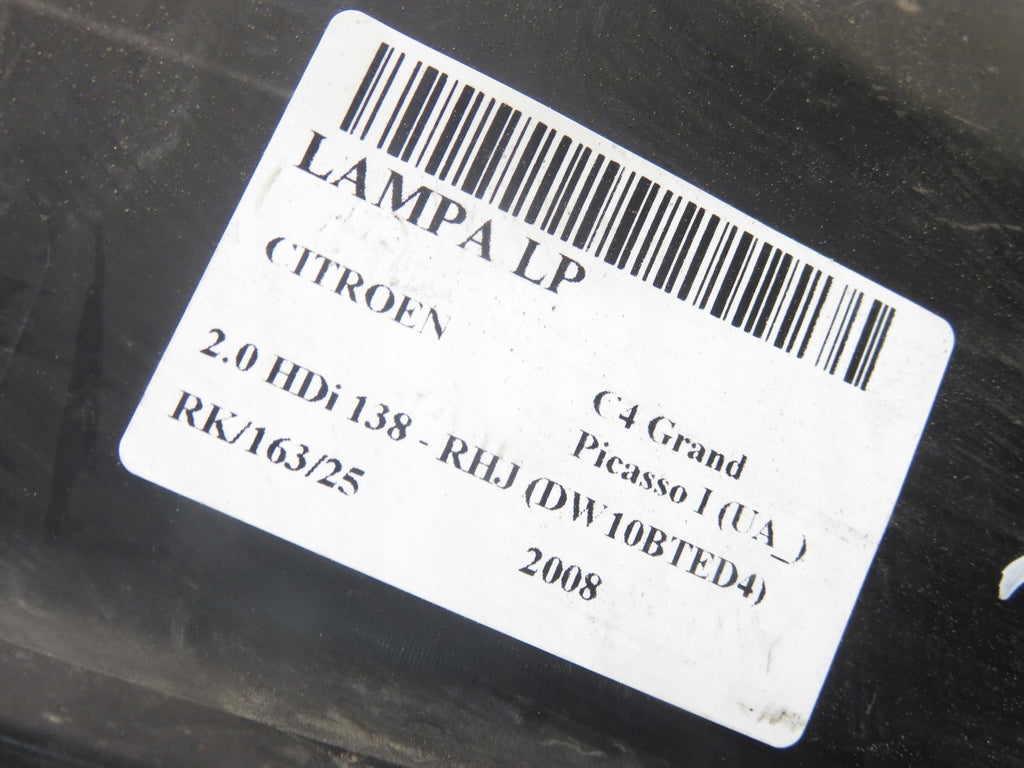 LAMPA LP
CITROEN
C4 Grand
Picasso I (UA_)
2.0 HDi 138 - RHJ (DW10BTED4)
RK/163/25
2008